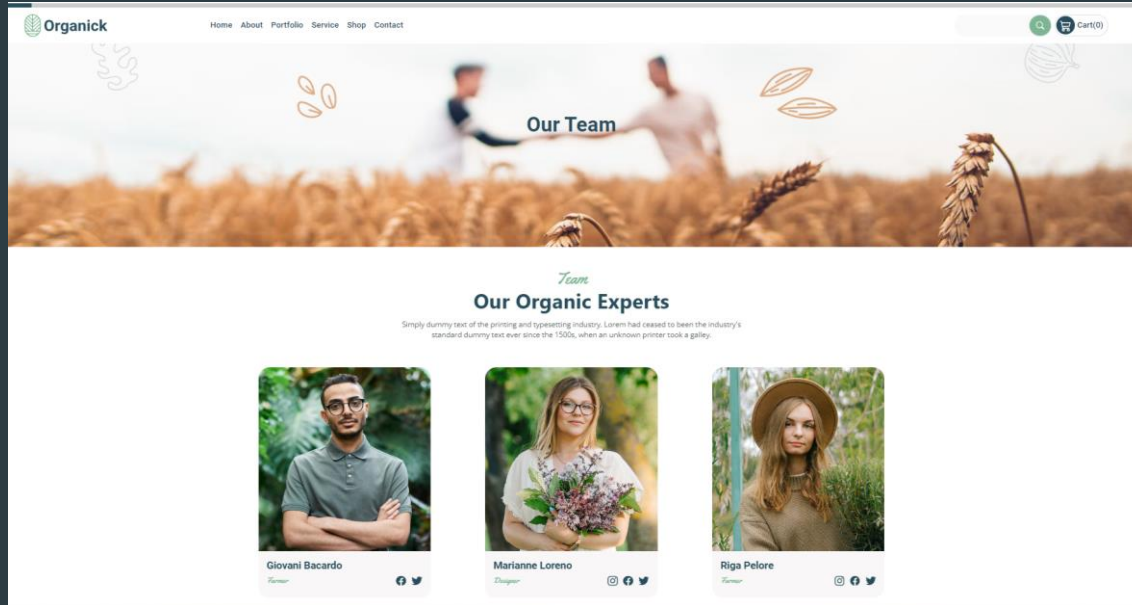 Organick
Home About Portfolio Service Shop Contact
Cart(0)
Our Team
Team
Our Organic Experts
Simply dummy text of the printing and typesetting industry. Lorem had ceased to been the industry's
standard dummy text ever since the 1500s, when an unknown printer took a galley.
Giovani Bacardo
Farmer
Marianne Loreno
Designer
Riga Pelore
Farmer